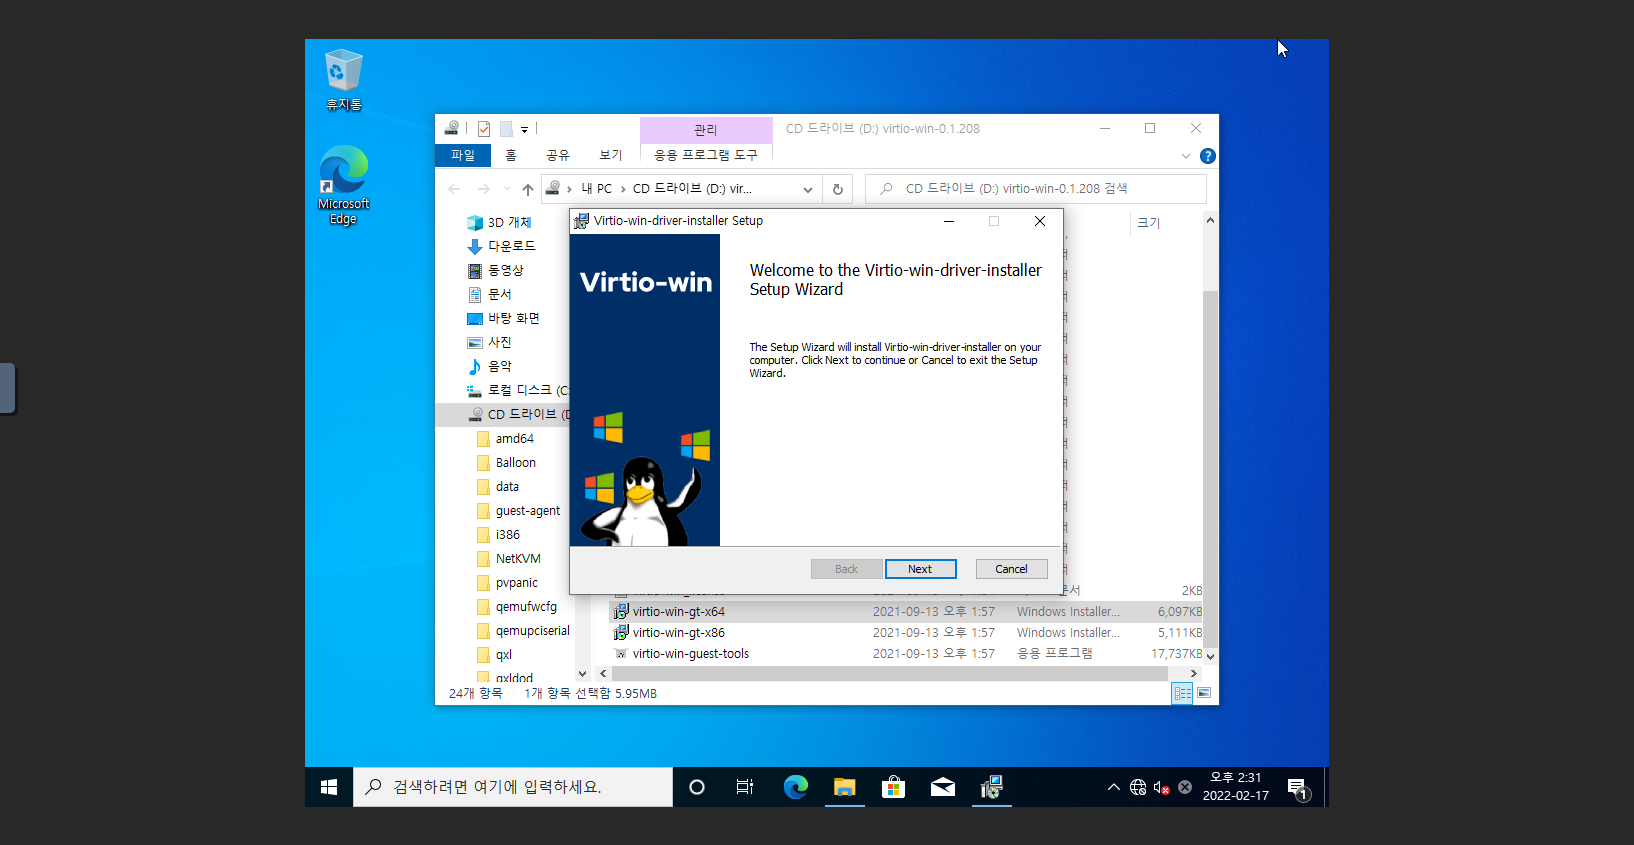 휴지통
Microsoft
Edge
관리
CD 드라이브 (D:) virtio-win-0.1.208
파일
홈
공유
보기
응용 프로그램 도구
내 PC
CD 드라이브 (D:) vir...
CD 드라이브 (D:) virtio-win-0.1.208 검색
3D 개체
다운로드
동영상
문서
바탕 화면
사진
음악
로컬 디스크 (C:
CD 드라이브 (D
amd64
Balloon
data
guest-agent
i386
NetKVM
pvpanic
qemufwcfg
qemupciserial
qxl
qxldod
크기
Virtio-win-driver-installer Setup
Virtio-win
Welcome to the Virtio-win-driver-installer
Setup Wizard
The Setup Wizard will install Virtio-win-driver-installer on your
computer. Click Next to continue or Cancel to exit the Setup
Wizard.
Back
Next
Cancel
문서 2KB
virtio-win-gt-x64 2021-09-13 오후 1:57 Windows Installer... 6,097KB
virtio-win-gt-x86 2021-09-13 오후 1:57 Windows Installer... 5,111KB
virtio-win-guest-tools 2021-09-13 오후 1:57 응용 프로그램 17,737KB
24개 항목
1개 항목 선택함 5.95MB
검색하려면 여기에 입력하세요.
오후 2:31
2022-02-17
1